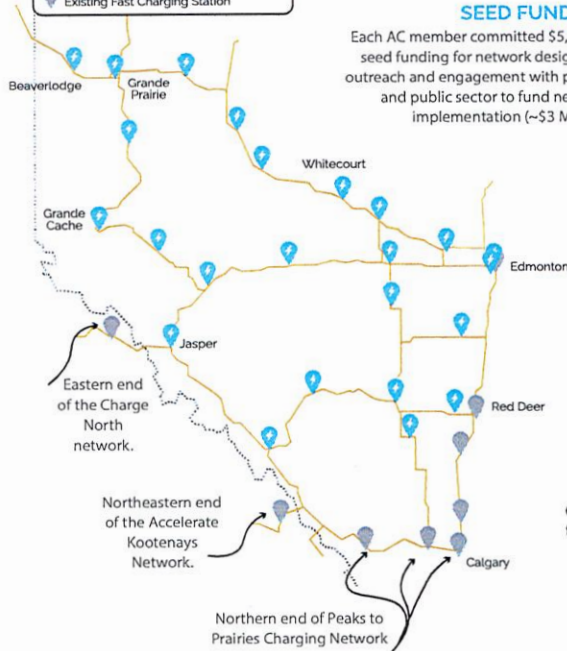 Existing Fast Charging Station
SEED FUND
Each AC member committed $5,
seed funding for network desig
outreach and engagement with p
and public sector to fund ne
implementation (~$3 M
Beaverlodge
Grande
Prairie
Whitecourt
Grande
Cache
Edmonton
Jasper
Eastern end
of the Charge
North
network.
Red Deer
Northeastern end
of the Accelerate
Kootenays
Network.
Calgary
Northern end of Peaks to
Prairies Charging Network